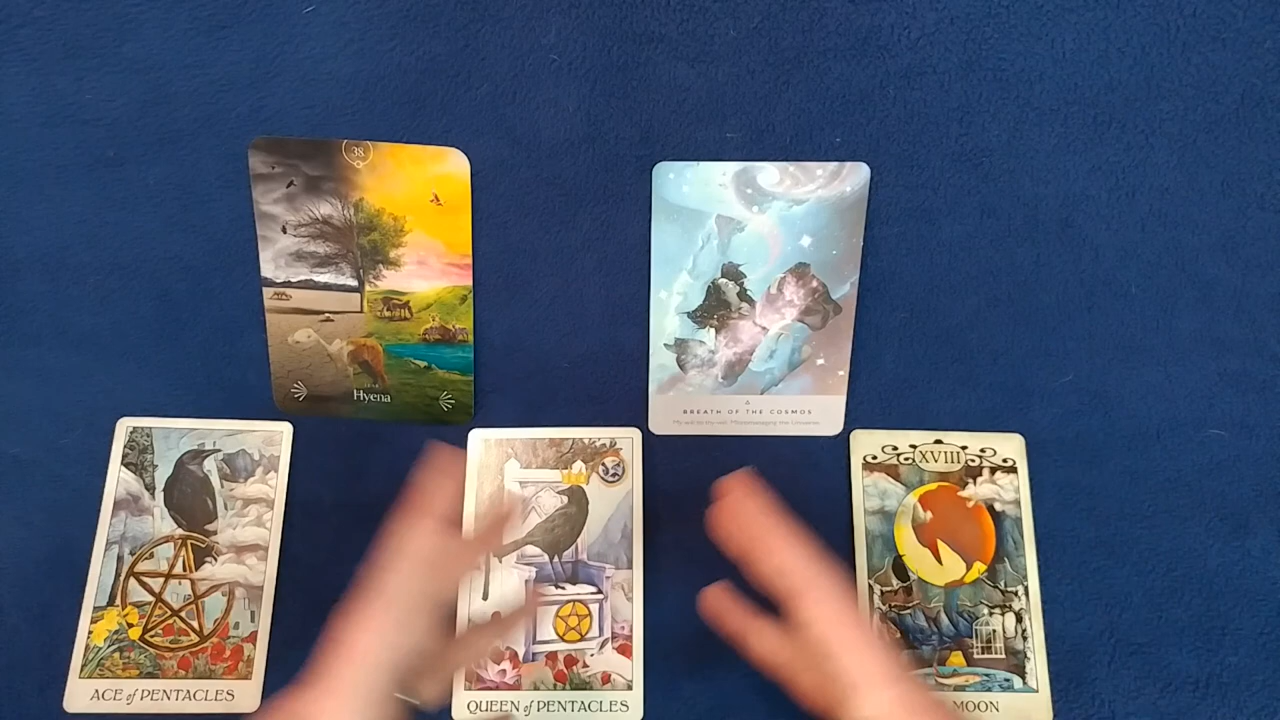 38
Hyena
BREATH OF THE COSMOS
ACE of PENTACLES
QUEEN of PENTACLES
XVIII
MOON